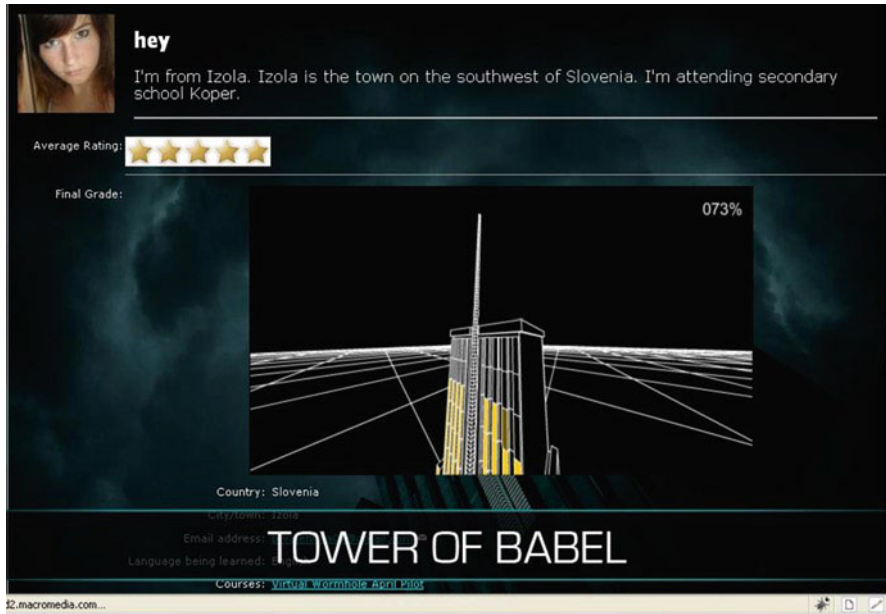 hey
I'm from Izola. Izola is the town on the southwest of Slovenia. I'm attending secondary
school Koper.
Average Rating:
Final Grade:
073%
Country: Slovenia
City/town: Izola
Email address:
TOWER OF BABEL
Language being learned:
Courses: Virtual Wormhole April Pilot
d2.macromedia.com...